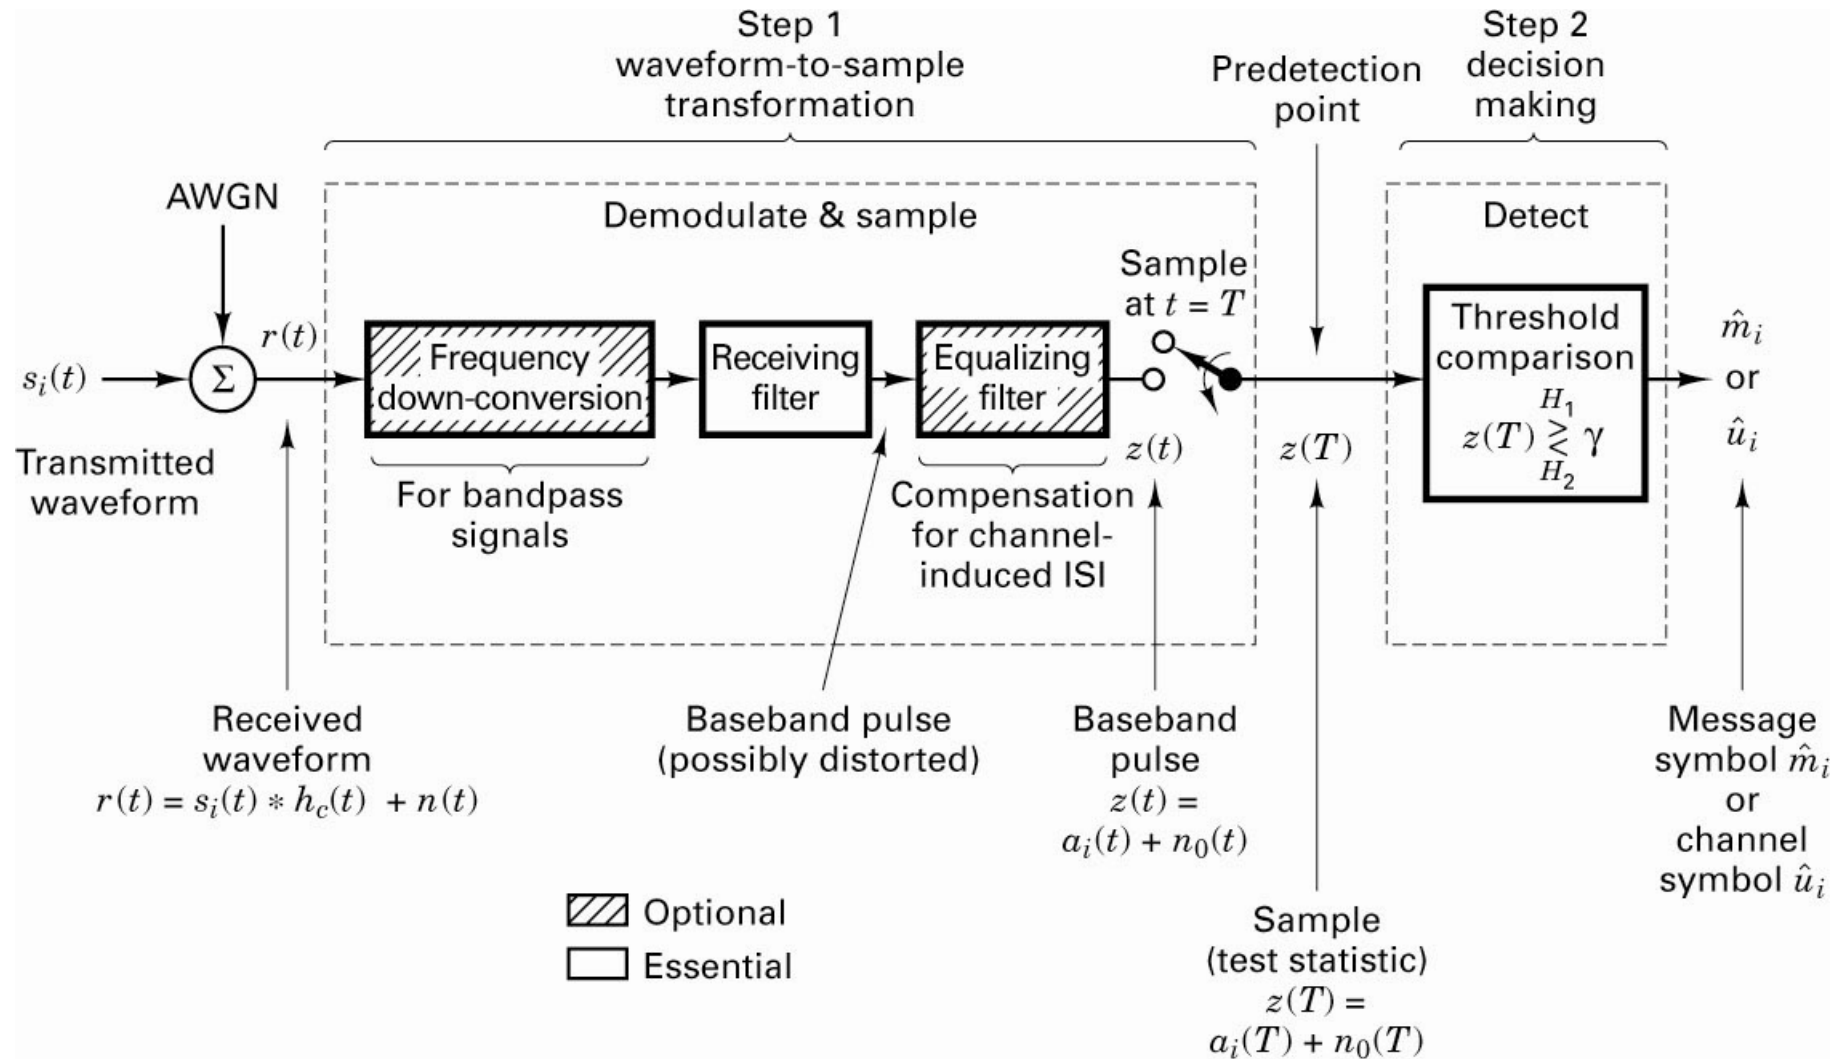 Step 1
waveform-to-sample
transformation
Predetection
point
Step 2
decision
making
AWGN
Demodulate & sample
Detect
Sample
at t = T
s_i(t)
Σ
r(t)
Frequency
down-conversion
Receiving
filter
Equalizing
filter
z(t)
z(T)
Threshold
comparison
H_1
z(T) ≷ γ
H_2
m̂_i
or
û_i
Transmitted
waveform
For bandpass
signals
Compensation
for channel-
induced ISI
Received
waveform
r(t) = s_i(t) * h_c(t) + n(t)
Baseband pulse
(possibly distorted)
Baseband
pulse
z(t) =
a_i(t) + n_0(t)
Message
symbol m̂_i
or
channel
symbol û_i
Optional
Essential
Sample
(test statistic)
z(T) =
a_i(T) + n_0(T)